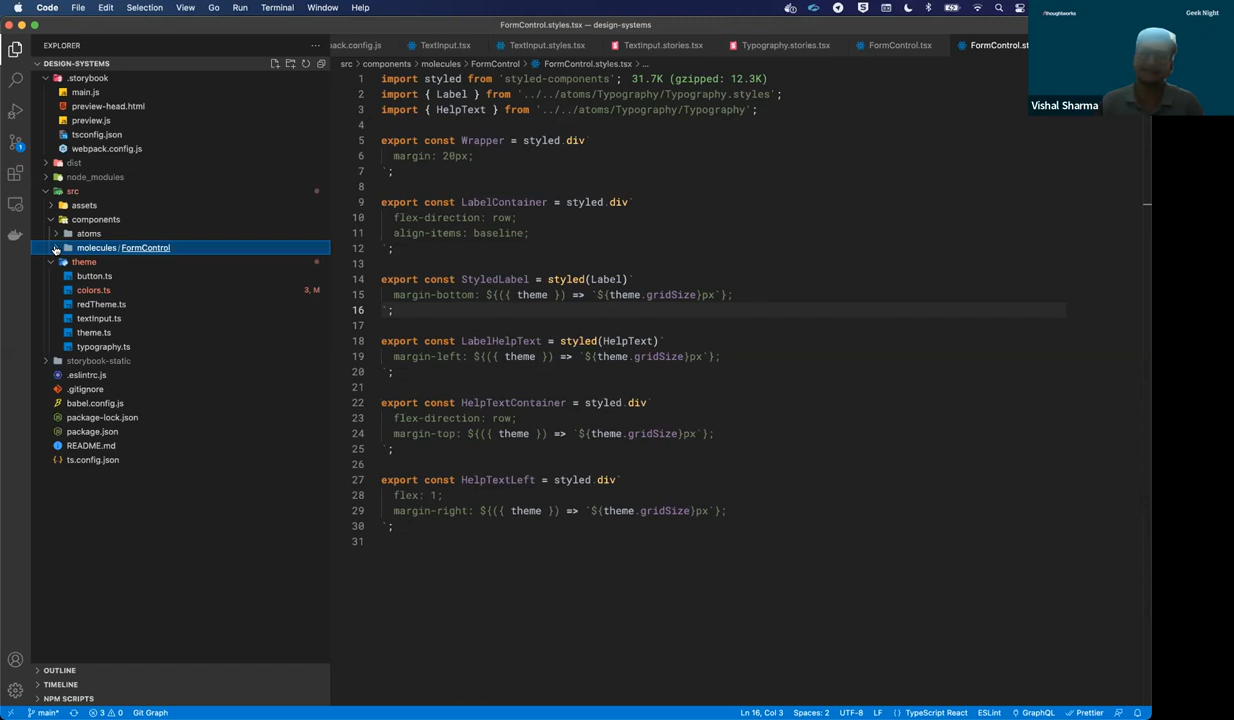 Code File Edit Selection View Go Run Terminal Window Help
FormControl.styles.tsx — design-systems
/thoughtworks
Geek Night
Vishal Sharma
EXPLORER
DESIGN-SYSTEMS
.storybook
main.js
preview-head.html
preview.js
tsconfig.json
webpack.config.js
dist
node_modules
src
assets
components
atoms
molecules / FormControl
theme
button.ts
colors.ts 3, M
redTheme.ts
textInput.ts
theme.ts
typography.ts
storybook-static
.eslintrc.js
.gitignore
babel.config.js
package-lock.json
package.json
README.md
ts.config.json
OUTLINE
TIMELINE
NPM SCRIPTS
1
pack.config.js TextInput.tsx TextInput.styles.tsx TextInput.stories.tsx Typography.stories.tsx FormControl.tsx FormControl.st
src > components > molecules > FormControl > FormControl.styles.tsx > ...
1 import styled from 'styled-components'; 31.7K (gzipped: 12.3K)
2 import { Label } from '../../atoms/Typography/Typography.styles';
3 import { HelpText } from '../../atoms/Typography/Typography';
4
5 export const Wrapper = styled.div`
6 margin: 20px;
7 `;
8
9 export const LabelContainer = styled.div`
10 flex-direction: row;
11 align-items: baseline;
12 `;
13
14 export const StyledLabel = styled(Label)`
15 margin-bottom: ${({ theme }) => `${theme.gridSize}px`};
16 `;
17
18 export const LabelHelpText = styled(HelpText)`
19 margin-left: ${({ theme }) => `${theme.gridSize}px`};
20 `;
21
22 export const HelpTextContainer = styled.div`
23 flex-direction: row;
24 margin-top: ${({ theme }) => `${theme.gridSize}px`};
25 `;
26
27 export const HelpTextLeft = styled.div`
28 flex: 1;
29 margin-right: ${({ theme }) => `${theme.gridSize}px`};
30 `;
31
main* 3 0 Git Graph
Ln 16, Col 3 Spaces: 2 UTF-8 LF {} TypeScript React ESLint GraphQL Prettier